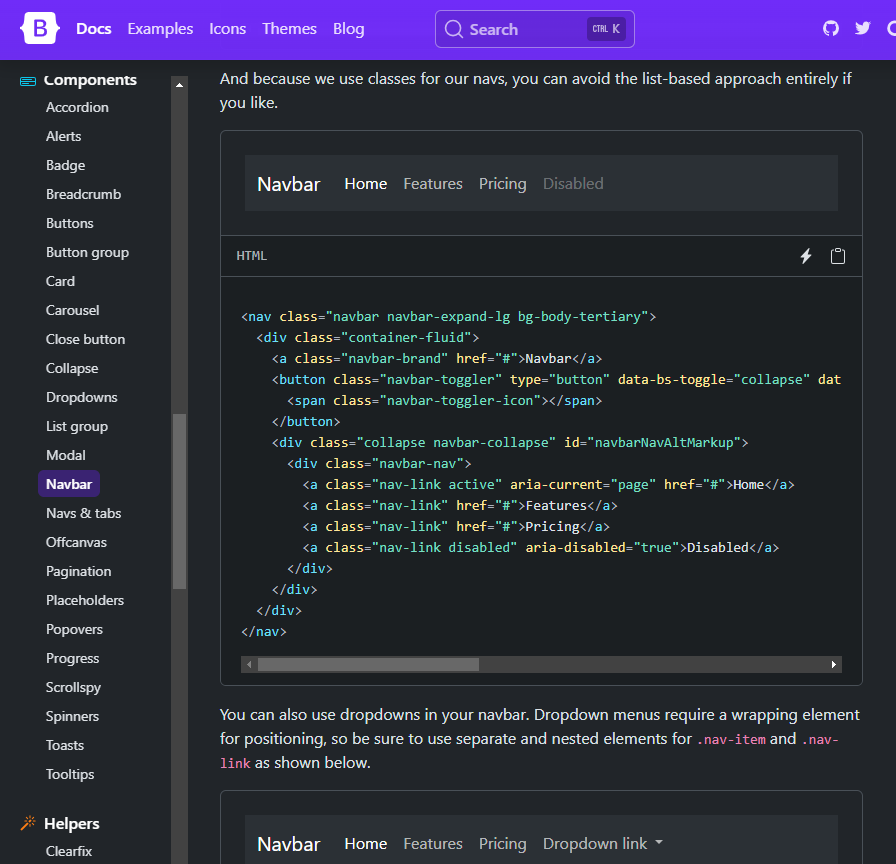 B Docs Examples Icons Themes Blog Search CTRL K
Components
Accordion
Alerts
Badge
Breadcrumb
Buttons
Button group
Card
Carousel
Close button
Collapse
Dropdowns
List group
Modal
Navbar
Navs & tabs
Offcanvas
Pagination
Placeholders
Popovers
Progress
Scrollspy
Spinners
Toasts
Tooltips
Helpers
Clearfix
And because we use classes for our navs, you can avoid the list-based approach entirely if
you like.
Navbar Home Features Pricing Disabled
HTML
<nav class="navbar navbar-expand-lg bg-body-tertiary">
  <div class="container-fluid">
    <a class="navbar-brand" href="#">Navbar</a>
    <button class="navbar-toggler" type="button" data-bs-toggle="collapse" dat
      <span class="navbar-toggler-icon"></span>
    </button>
    <div class="collapse navbar-collapse" id="navbarNavAltMarkup">
      <div class="navbar-nav">
        <a class="nav-link active" aria-current="page" href="#">Home</a>
        <a class="nav-link" href="#">Features</a>
        <a class="nav-link" href="#">Pricing</a>
        <a class="nav-link disabled" aria-disabled="true">Disabled</a>
      </div>
    </div>
  </div>
</nav>
You can also use dropdowns in your navbar. Dropdown menus require a wrapping element
for positioning, so be sure to use separate and nested elements for .nav-item and .nav-
link as shown below.
Navbar Home Features Pricing Dropdown link